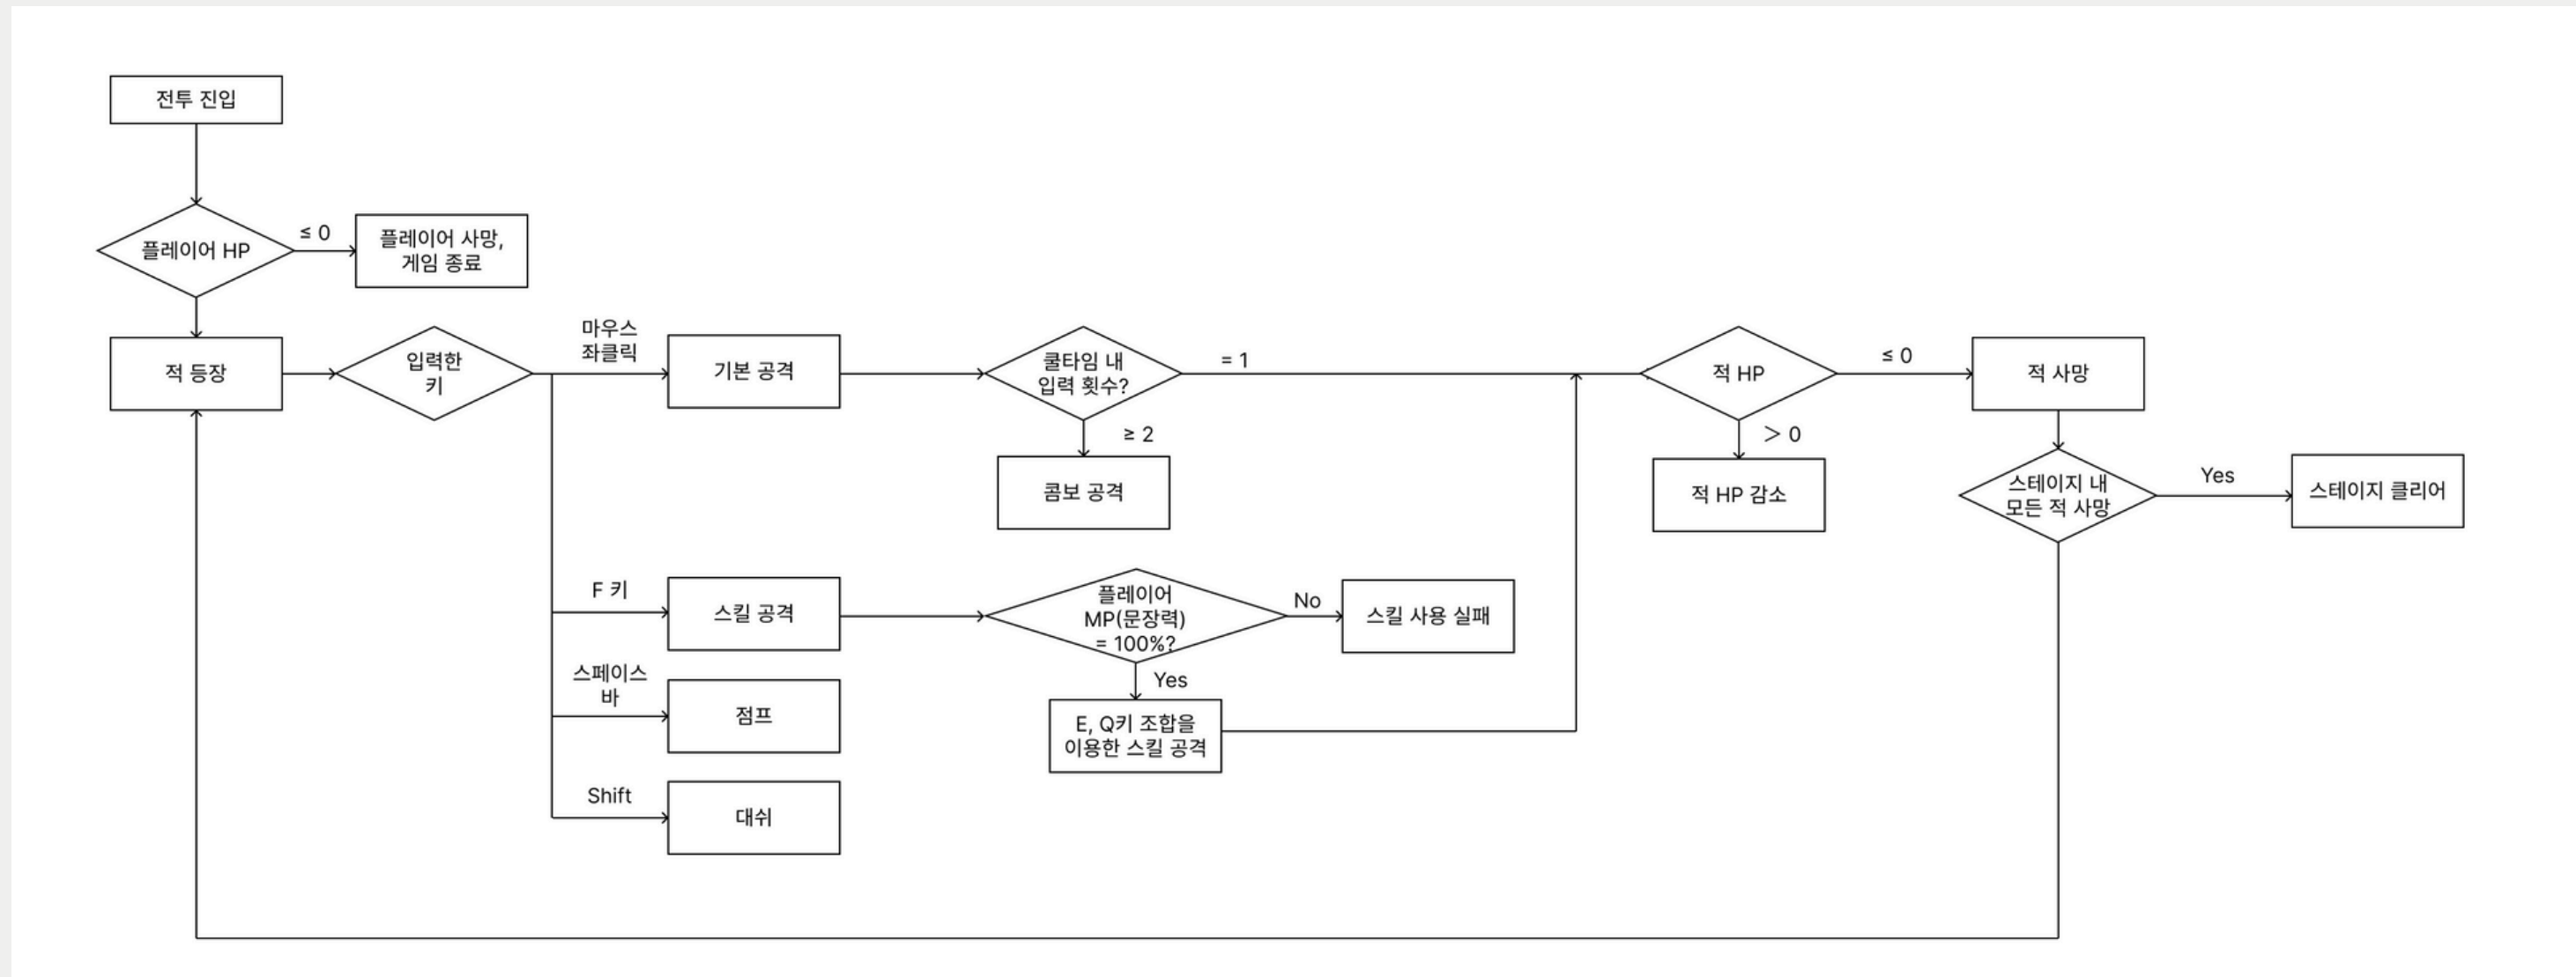 전투 진입
플레이어 HP
≤ 0
플레이어 사망,
게임 종료
적 등장
입력한
키
마우스
좌클릭
기본 공격
쿨타임 내
입력 횟수?
= 1
≥ 2
콤보 공격
적 HP
≤ 0
적 사망
> 0
적 HP 감소
스테이지 내
모든 적 사망
Yes
스테이지 클리어
F 키
스킬 공격
플레이어
MP(문장력)
= 100%?
No
스킬 사용 실패
Yes
E, Q키 조합을
이용한 스킬 공격
스페이스
바
점프
Shift
대쉬